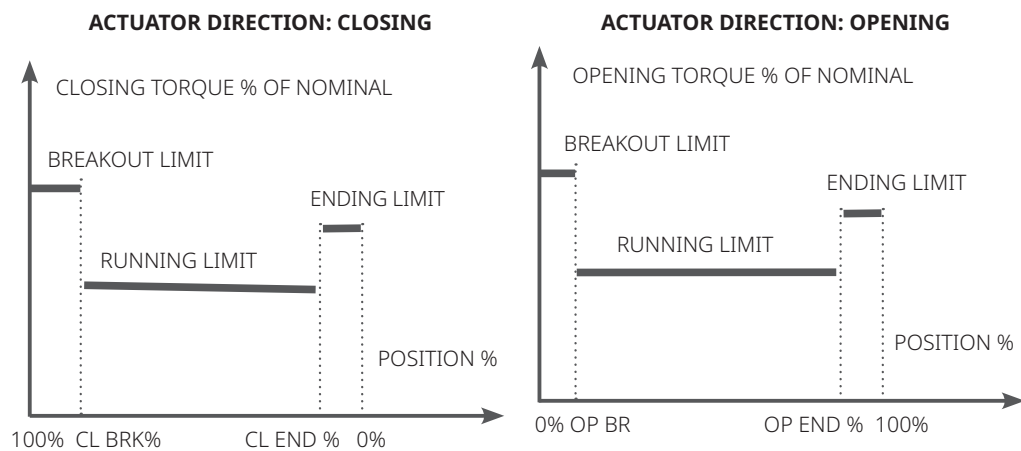 ACTUATOR DIRECTION: CLOSING
CLOSING TORQUE % OF NOMINAL
BREAKOUT LIMIT
ENDING LIMIT
RUNNING LIMIT
POSITION %
100% CL BRK% CL END % 0%
ACTUATOR DIRECTION: OPENING
OPENING TORQUE % OF NOMINAL
BREAKOUT LIMIT
ENDING LIMIT
RUNNING LIMIT
POSITION %
0% OP BR OP END % 100%